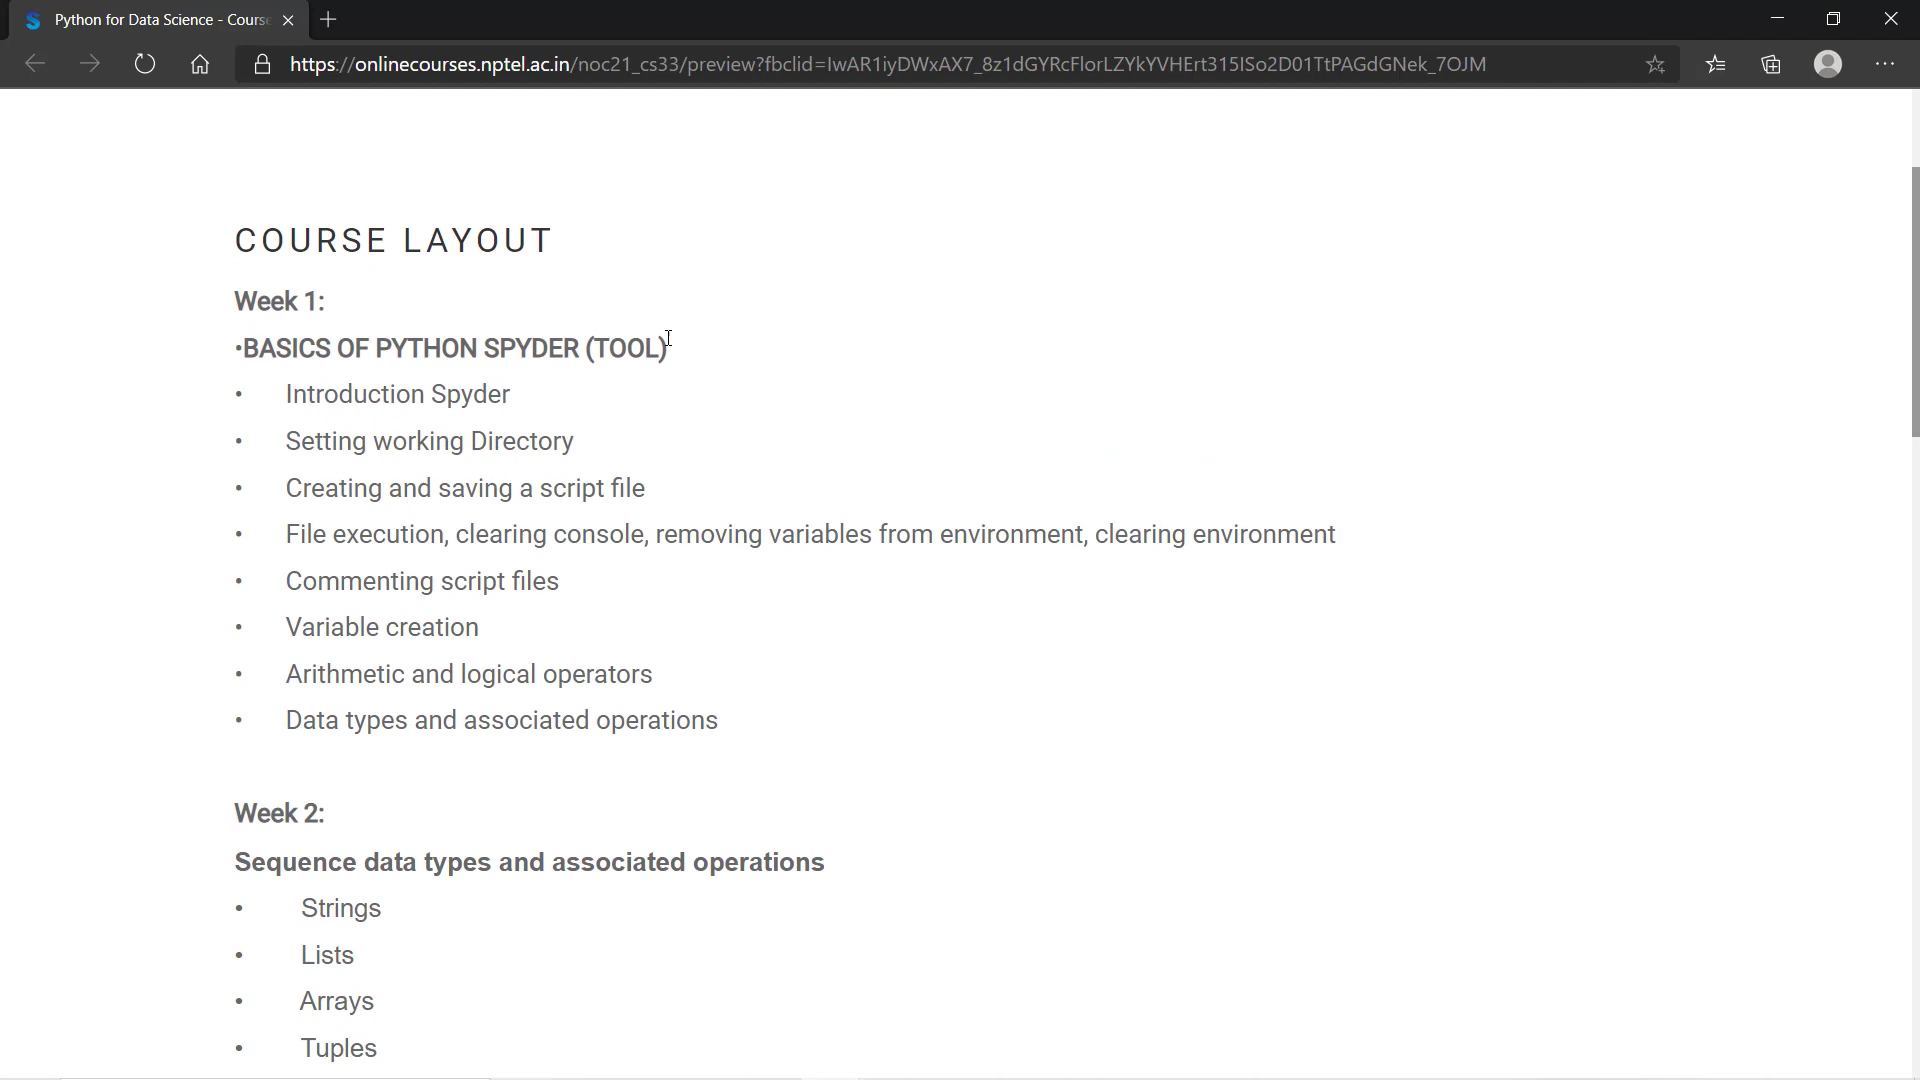 Python for Data Science - Cours
https://onlinecourses.nptel.ac.in/noc21_cs33/preview?fbclid=IwAR1iyDWxAX7_8z1dGYRcFlorLZYkYVHErt315ISo2D01TtPAGdGNek_7OJM
COURSE LAYOUT
Week 1:
•BASICS OF PYTHON SPYDER (TOOL)
• Introduction Spyder
• Setting working Directory
• Creating and saving a script file
• File execution, clearing console, removing variables from environment, clearing environment
• Commenting script files
• Variable creation
• Arithmetic and logical operators
• Data types and associated operations
Week 2:
Sequence data types and associated operations
• Strings
• Lists
• Arrays
• Tuples